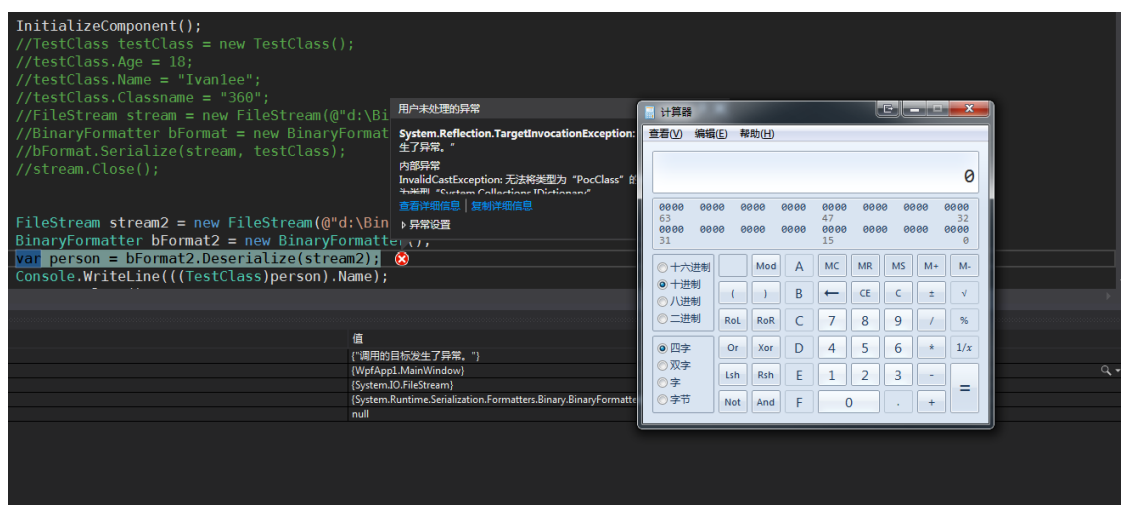 InitializeComponent();
//TestClass testClass = new TestClass();
//testClass.Age = 18;
//testClass.Name = "Ivan1ee";
//testClass.Classname = "360";
//FileStream stream = new FileStream(@"d:\Bi
//BinaryFormatter bFormat = new BinaryFormat
//bFormat.Serialize(stream, testClass);
//stream.Close();
FileStream stream2 = new FileStream(@"d:\Bin
BinaryFormatter bFormat2 = new BinaryFormatter();
var person = bFormat2.Deserialize(stream2);
Console.WriteLine(((TestClass)person).Name);
用户未处理的异常
System.Reflection.TargetInvocationException:
生了异常。"
内部异常
InvalidCastException: 无法将类型为“PocClass”的
为类型“System.Collections.IDictionary”
查看详细信息 | 复制详细信息
异常设置
值
{"调用的目标发生了异常。"}
{WpfApp1.MainWindow}
{System.IO.FileStream}
{System.Runtime.Serialization.Formatters.Binary.BinaryFormatte
null
计算器
查看(V) 编辑(E) 帮助(H)
0
0000 0000 0000 0000 0000 0000 0000 0000
63 47 32
0000 0000 0000 0000 0000 0000 0000 0000
31 15 0
十六进制
十进制
八进制
二进制
四字
双字
字
字节
Mod A MC MR MS M+ M-
( ) B ← CE C ± √
RoL RoR C 7 8 9 / %
Or Xor D 4 5 6 * 1/x
Lsh Rsh E 1 2 3 - =
Not And F 0 . +